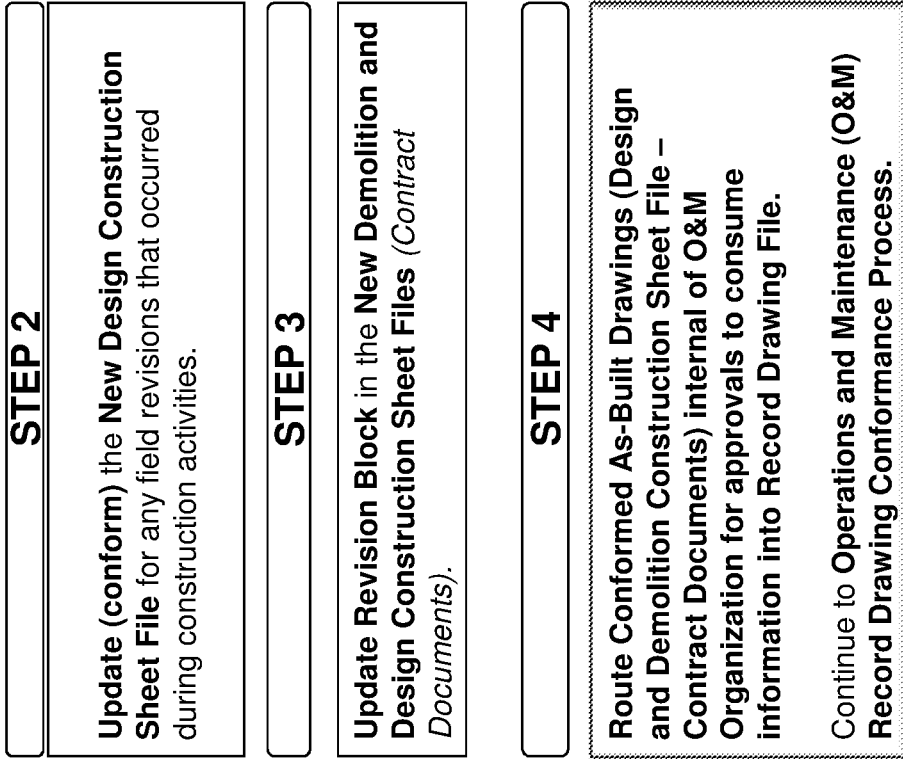 STEP 2
Update (conform) the New Design Construction
Sheet File for any field revisions that occurred
during construction activities.
STEP 3
Update Revision Block in the New Demolition and
Design Construction Sheet Files (Contract
Documents).
STEP 4
Route Conformed As-Built Drawings (Design
and Demolition Construction Sheet File –
Contract Documents) internal of O&M
Organization for approvals to consume
information into Record Drawing File.
Continue to Operations and Maintenance (O&M)
Record Drawing Conformance Process.